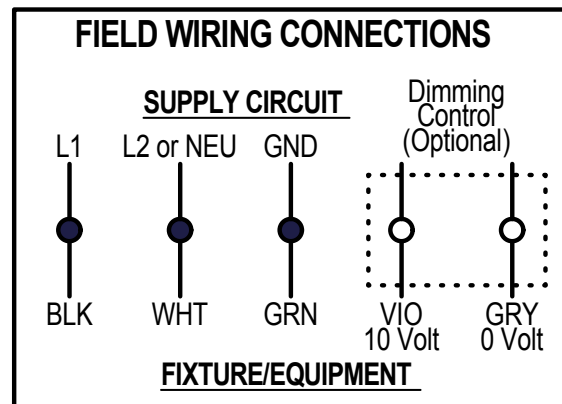 FIELD WIRING CONNECTIONS
SUPPLY CIRCUIT
Dimming
Control
(Optional)
L1 L2 or NEU GND
BLK WHT GRN VIO GRY
10 Volt 0 Volt
FIXTURE/EQUIPMENT